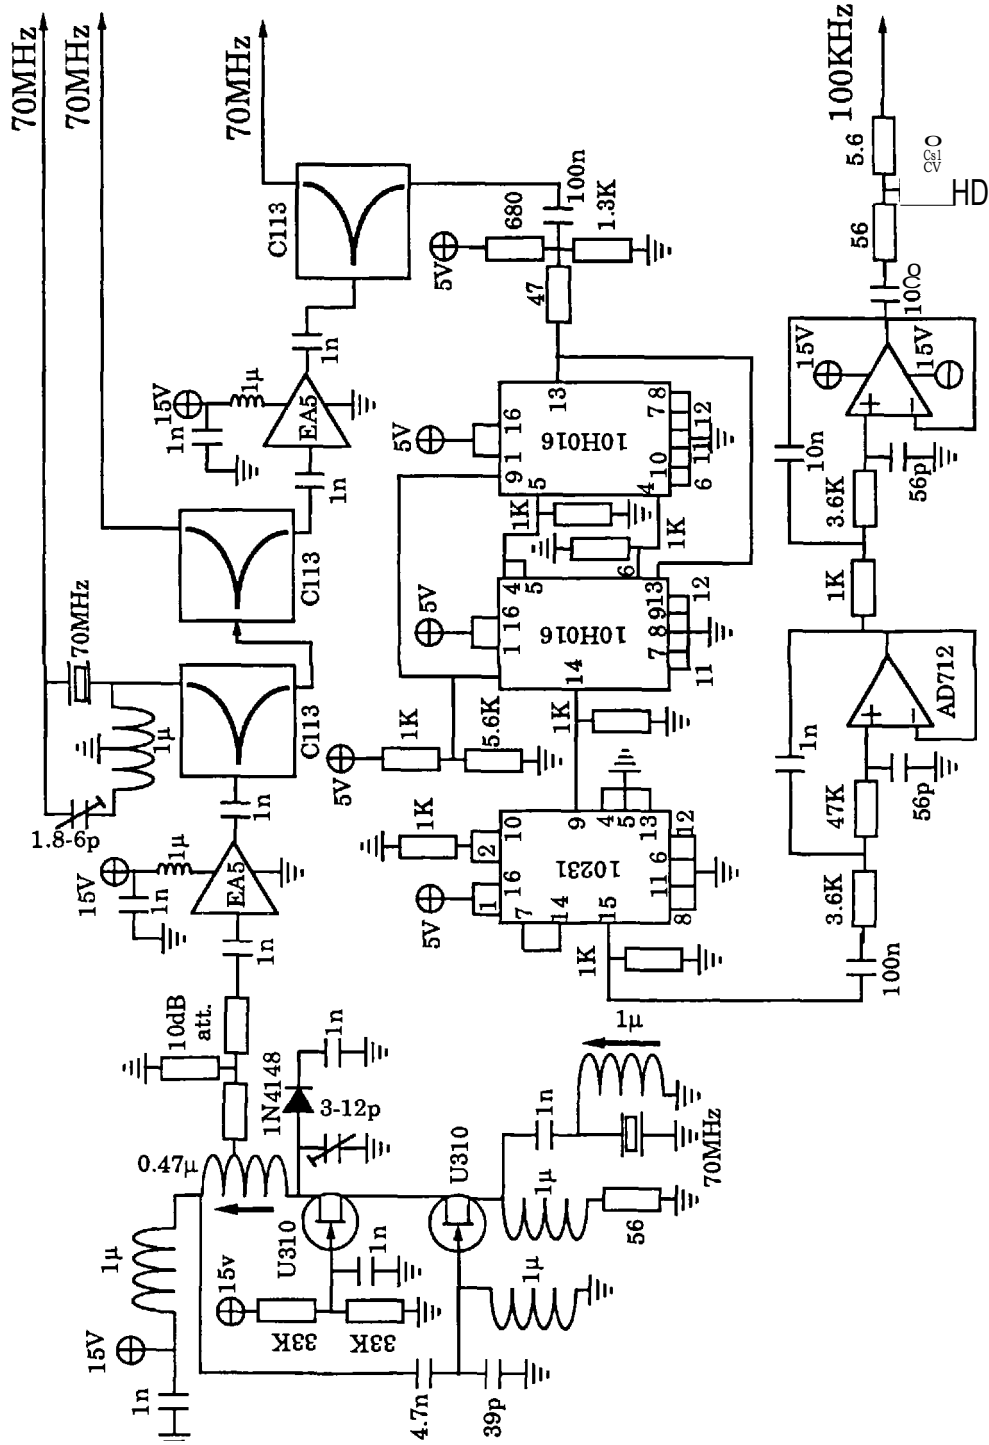 70MHz
70MHz
70MHz
100KHz
C113
5V
680
100n
1.3K
47
5.6
56
HD
O
Cs1
CV
10Ω
15V
15V
1n
15V
1µ
EA5
1n
1n
5V
13
1 16
9
5
10H016
7 8
10
4
11
12
6
10n
3.6K
56p
C113
70MHz
1K
1K
5V
4
5
6
1 16
10H016
13
14
7 8 9
12
11
1K
1µ
1.8-6p
C113
1n
5V
1K
5.6K
1K
1n
AD712
47K
56p
15V
1µ
1n
EA5
1n
1K
5V
2
10
16
1
7
14
15
10231
9
4
5
13
12
6
11
8
1K
3.6K
100n
10dB
att.
1N4148
1n
3-12p
1µ
0.47µ
U310
U310
1n
1µ
70MHz
56
1µ
15V
1n
15v
33K
33K
1n
1µ
4.7n
39p